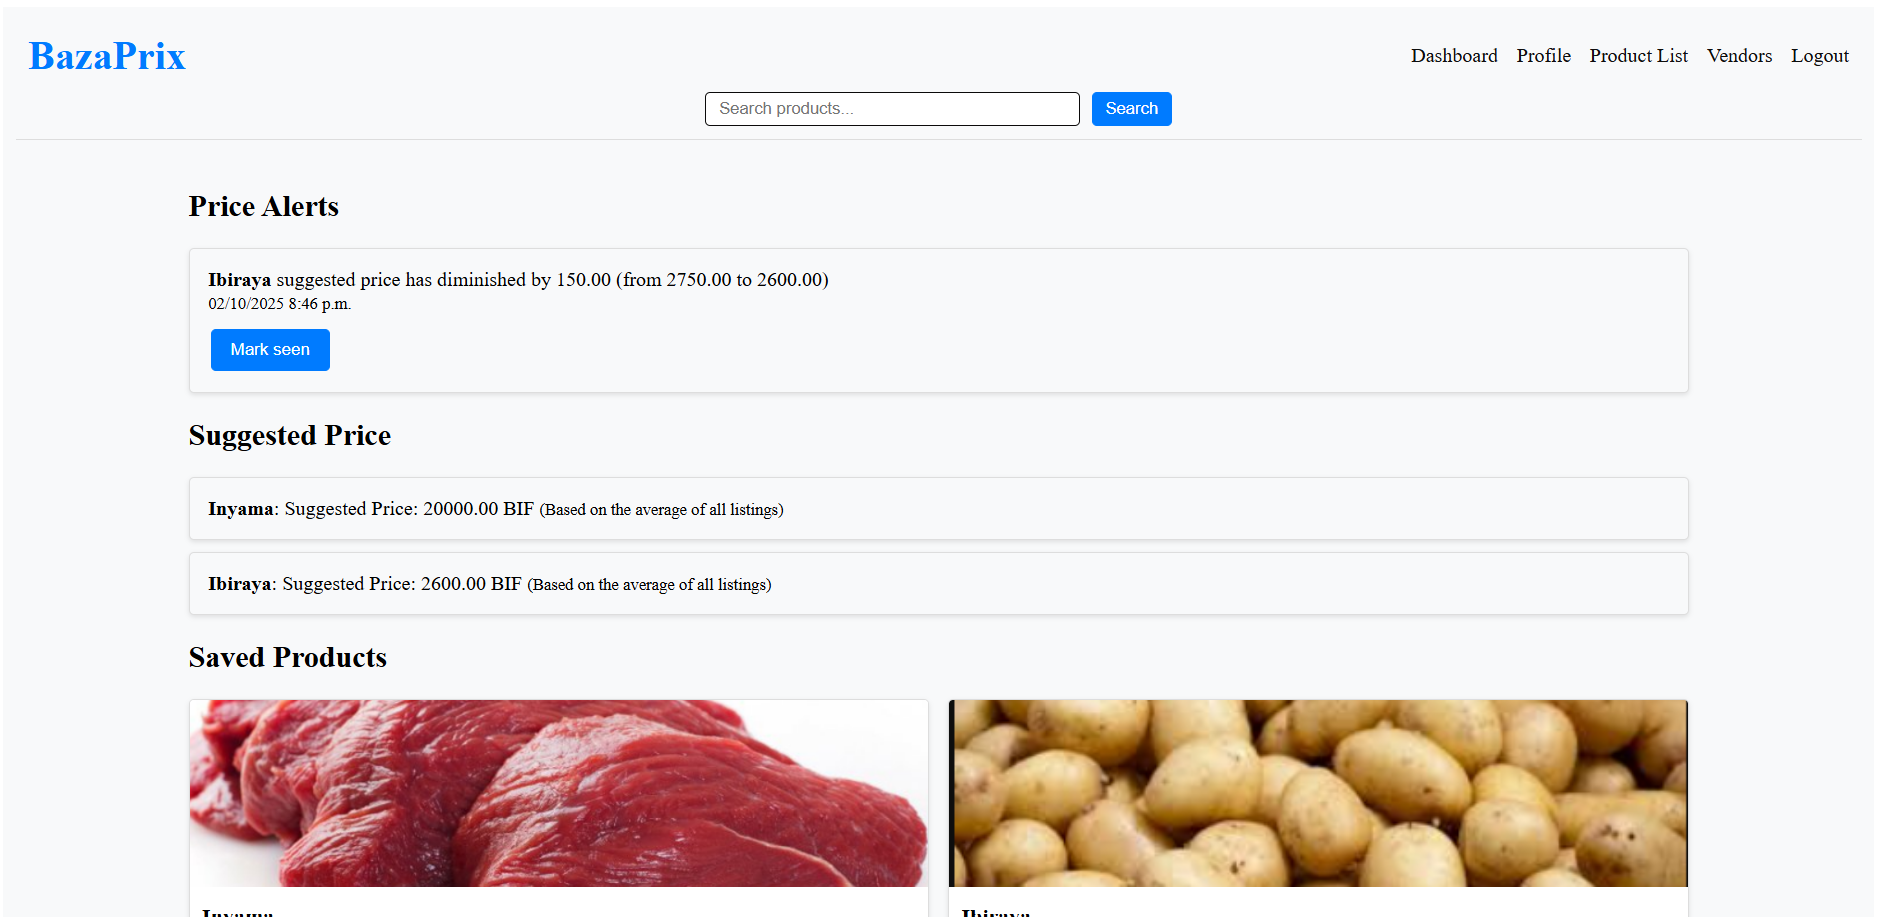 BazaPrix
Dashboard Profile Product List Vendors Logout
Search products... Search
Price Alerts
Ibiraya suggested price has diminished by 150.00 (from 2750.00 to 2600.00)
02/10/2025 8:46 p.m.
Mark seen
Suggested Price
Inyama: Suggested Price: 20000.00 BIF (Based on the average of all listings)
Ibiraya: Suggested Price: 2600.00 BIF (Based on the average of all listings)
Saved Products
Inyama
Ibiraya